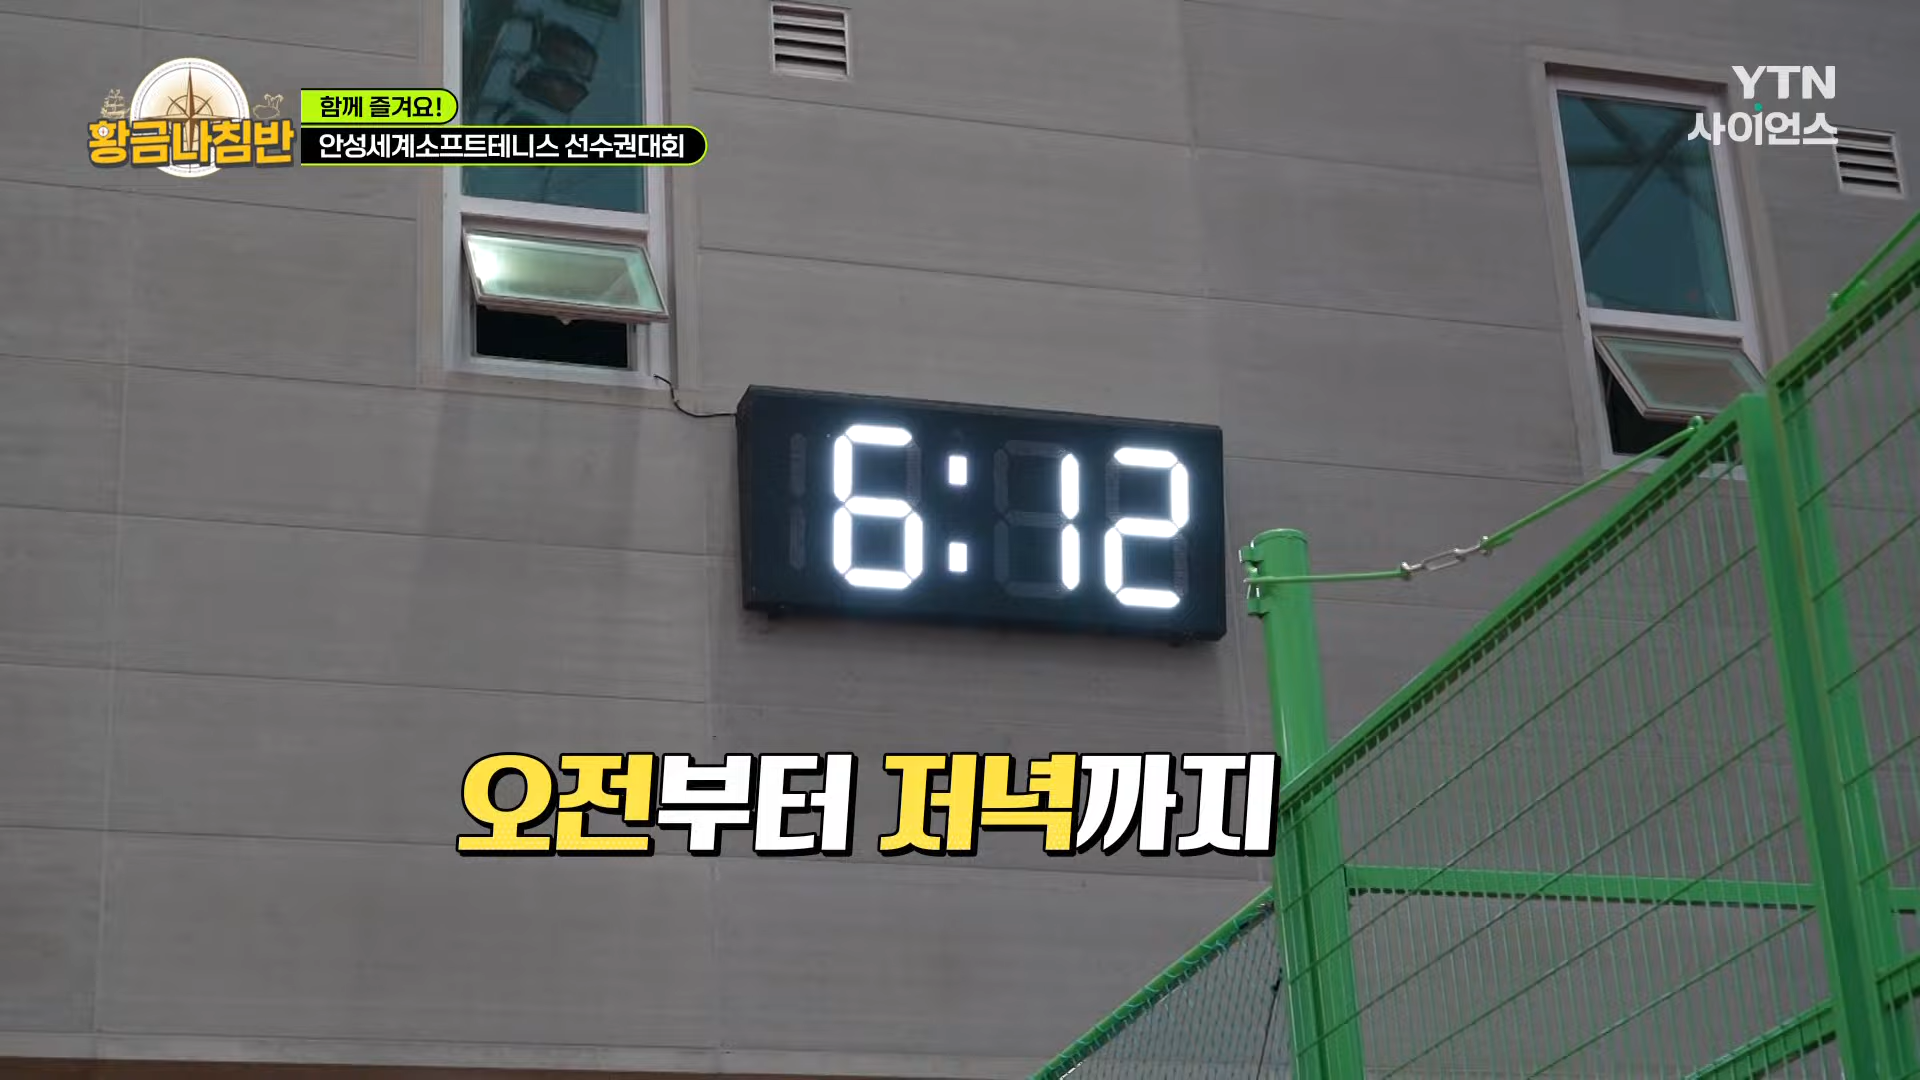 황금나침반
함께 즐겨요!
안성세계소프트테니스 선수권대회
YTN
사이언스
6:12
오전부터 저녁까지